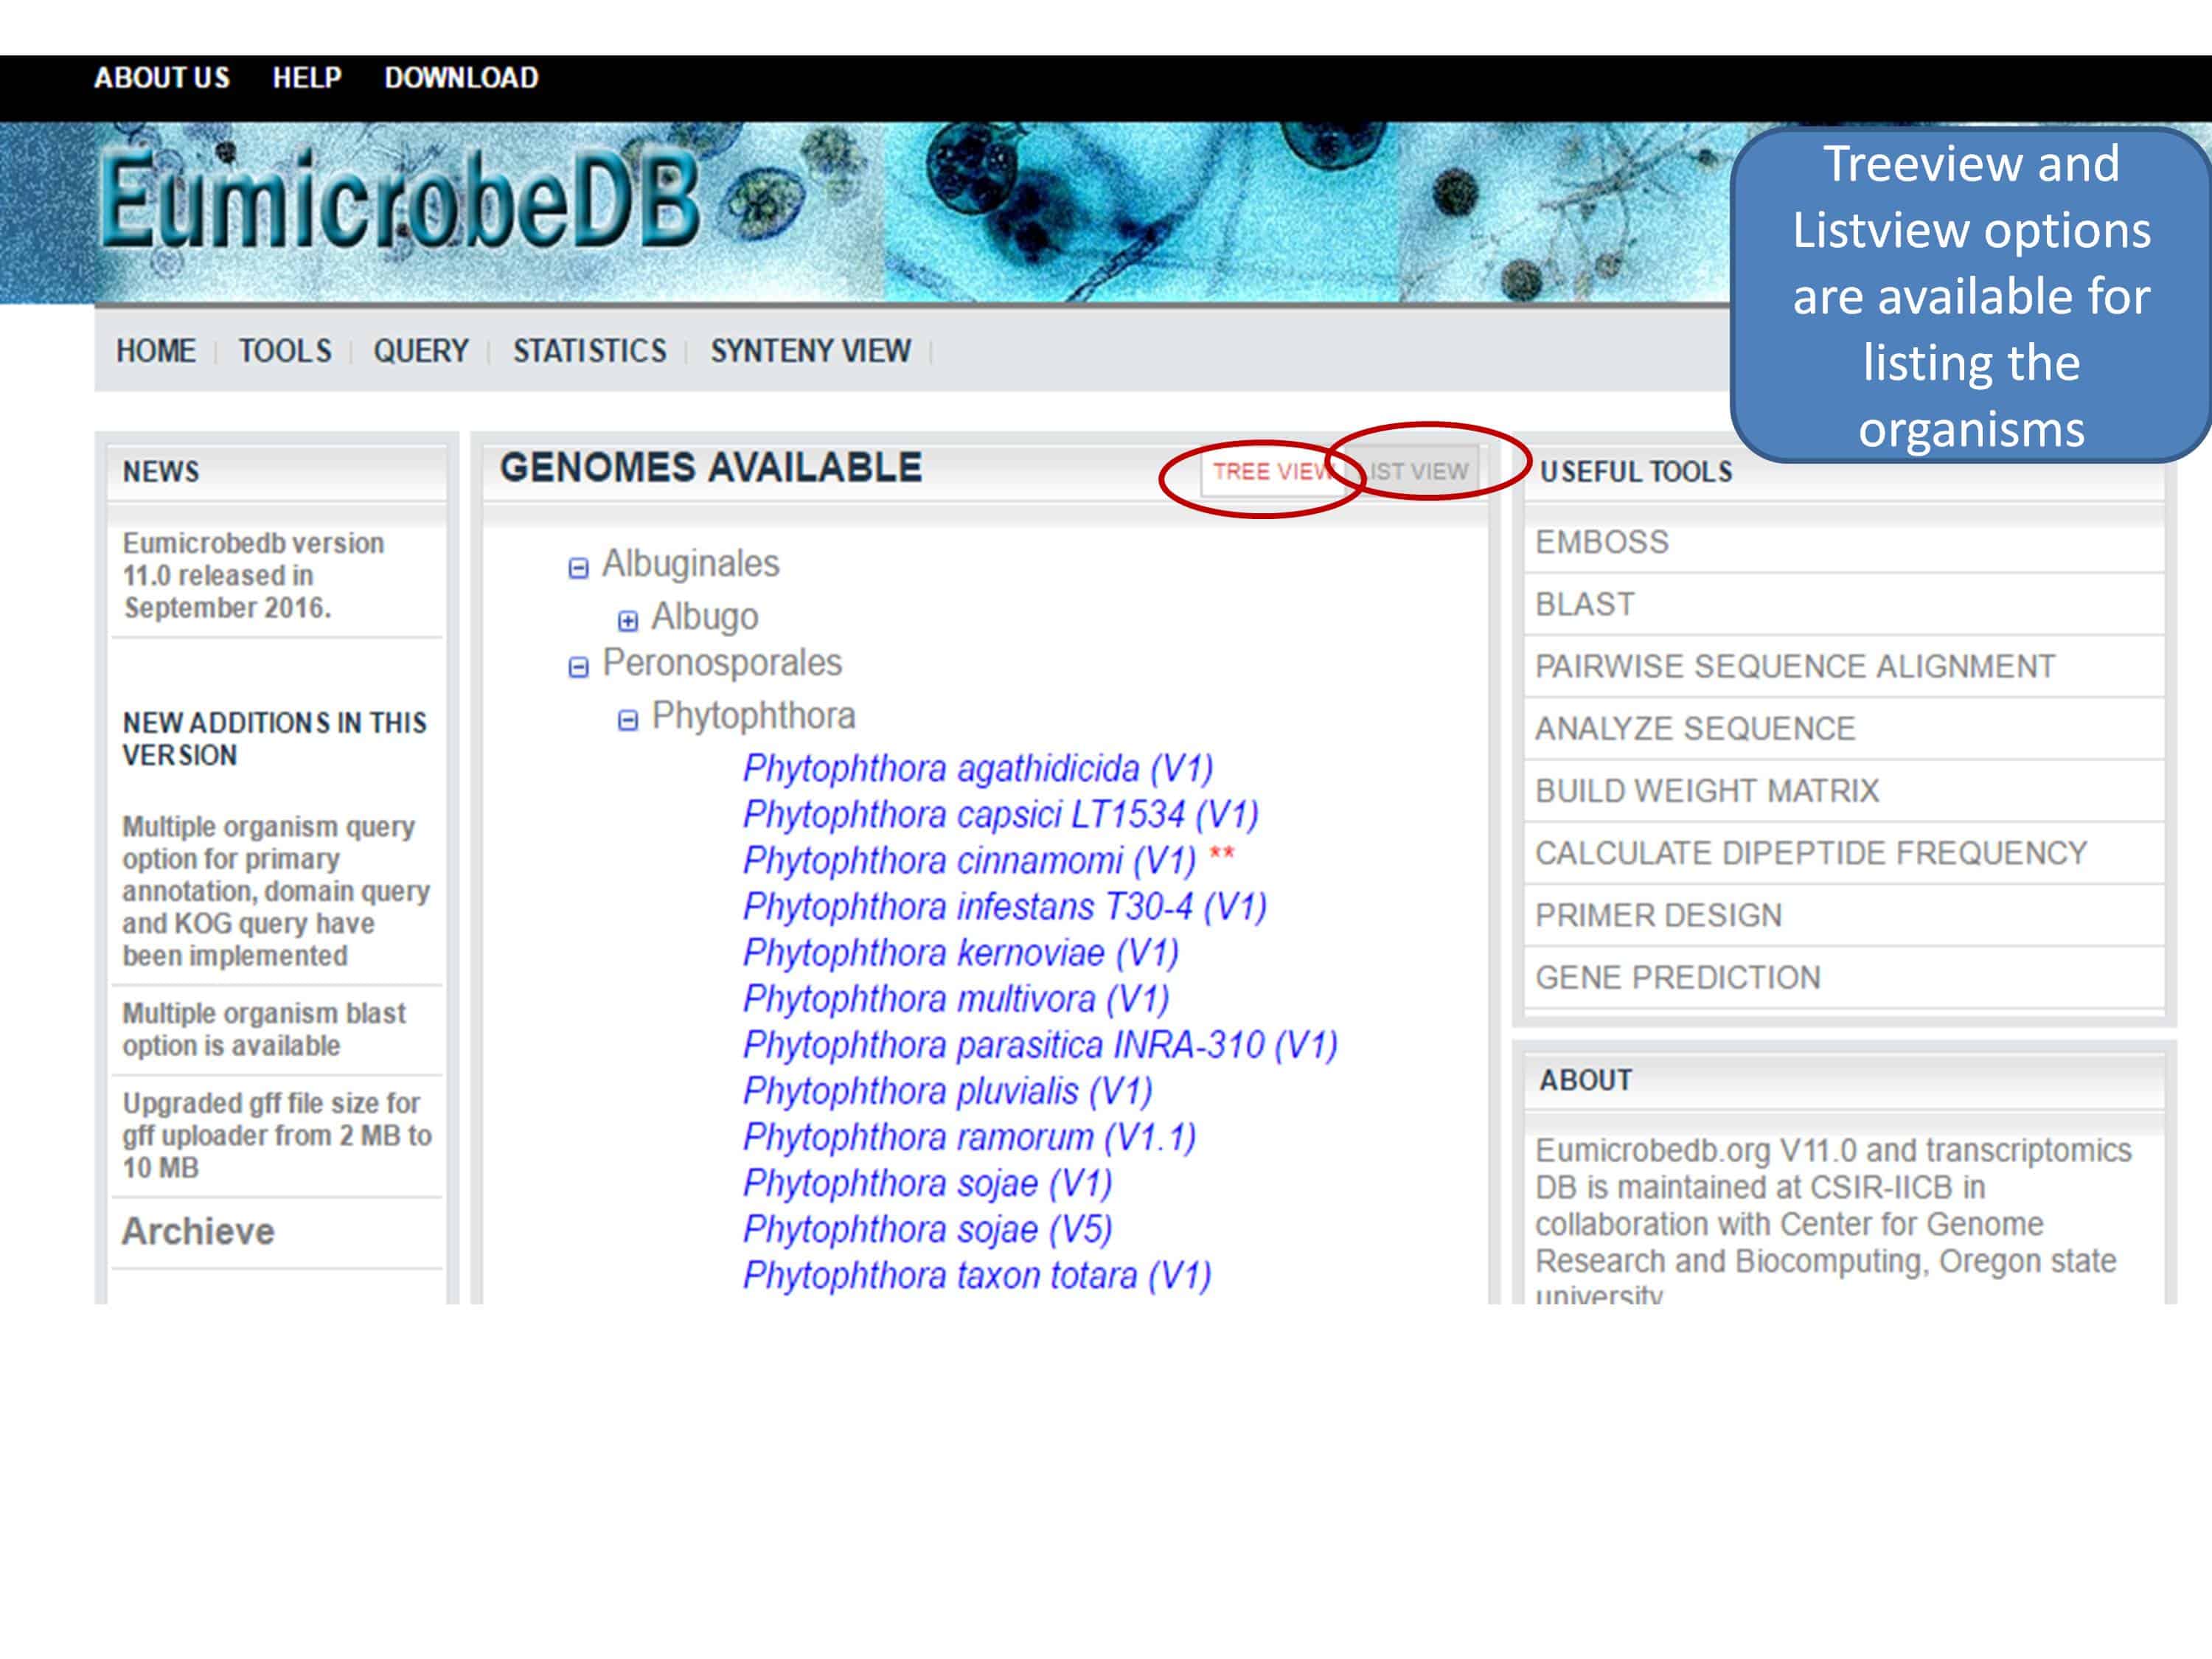 ABOUT US HELP DOWNLOAD
EumicrobeDB
Treeview and
Listview options
are available for
listing the
organisms
HOME TOOLS QUERY STATISTICS SYNTENY VIEW
NEWS
Eumicrobedb version
11.0 released in
September 2016.
NEW ADDITIONS IN THIS
VERSION
Multiple organism query
option for primary
annotation, domain query
and KOG query have
been implemented
Multiple organism blast
option is available
Upgraded gff file size for
gff uploader from 2 MB to
10 MB
Archieve
GENOMES AVAILABLE
TREE VIEW IST VIEW
Albuginales
Albugo
Peronosporales
Phytophthora
Phytophthora agathidicida (V1)
Phytophthora capsici LT1534 (V1)
Phytophthora cinnamomi (V1) **
Phytophthora infestans T30-4 (V1)
Phytophthora kernoviae (V1)
Phytophthora multivora (V1)
Phytophthora parasitica INRA-310 (V1)
Phytophthora pluvialis (V1)
Phytophthora ramorum (V1.1)
Phytophthora sojae (V1)
Phytophthora sojae (V5)
Phytophthora taxon totara (V1)
USEFUL TOOLS
EMBOSS
BLAST
PAIRWISE SEQUENCE ALIGNMENT
ANALYZE SEQUENCE
BUILD WEIGHT MATRIX
CALCULATE DIPEPTIDE FREQUENCY
PRIMER DESIGN
GENE PREDICTION
ABOUT
Eumicrobedb.org V11.0 and transcriptomics
DB is maintained at CSIR-IICB in
collaboration with Center for Genome
Research and Biocomputing, Oregon state
university